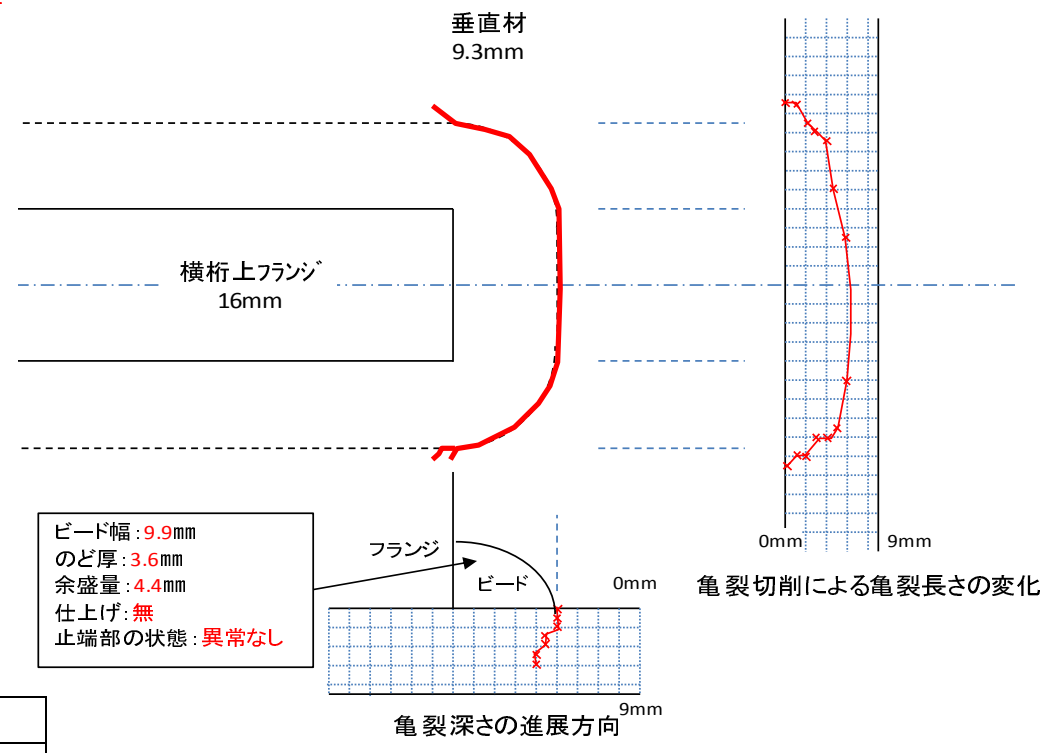 垂直材
9.3mm
横桁上フランジ
16mm
ビード幅:9.9mm
のど厚:3.6mm
余盛量:4.4mm
仕上げ:無
止端部の状態:異常なし
フランジ
ビード
0mm
9mm
亀裂深さの進展方向
0mm
9mm
亀裂切削による亀裂長さの変化